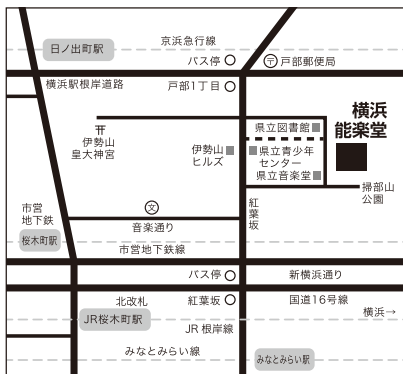 京浜急行線
日ノ出町駅
バス停
〒戸部郵便局
横浜駅根岸道路
戸部1丁目
横浜
能楽堂
県立図書館
伊勢山
皇大神宮
伊勢山
ヒルズ
県立青少年
センター
県立音楽堂
掃部山
公園
紅葉坂
文
音楽通り
市営
地下鉄
桜木町駅
市営地下鉄線
バス停
新横浜通り
北改札
紅葉坂
国道16号線
JR桜木町駅
横浜→
JR根岸線
みなとみらい線
みなとみらい駅